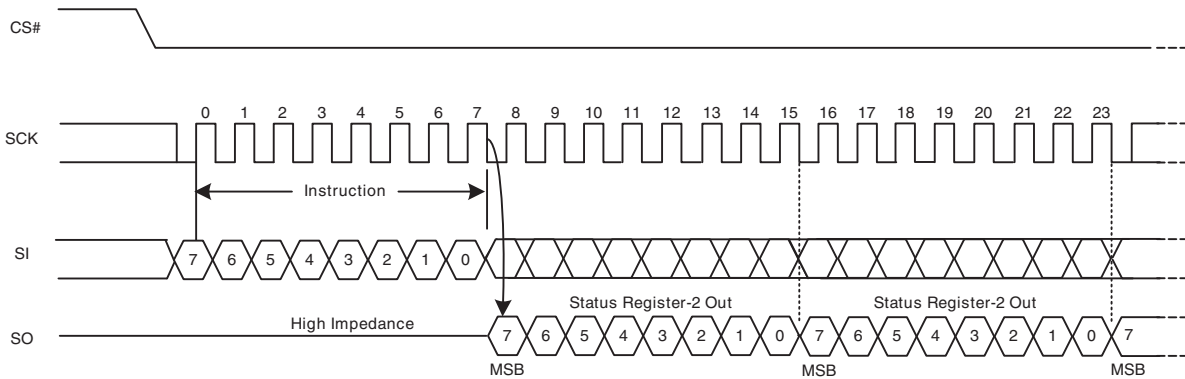 CS#
0 1 2 3 4 5 6 7 8 9 10 11 12 13 14 15 16 17 18 19 20 21 22 23
SCK
Instruction
SI
7 6 5 4 3 2 1 0
Status Register-2 Out Status Register-2 Out
High Impedance
SO
7 6 5 4 3 2 1 0 7 6 5 4 3 2 1 0 7
MSB MSB MSB